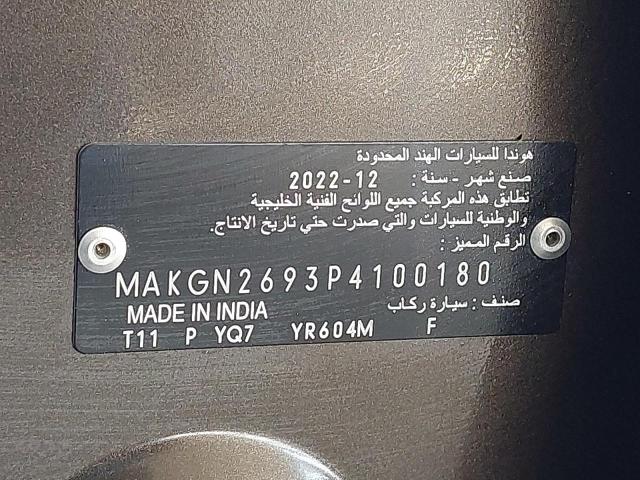 هوندا للسيارات الهند المحدودة
صنع شهر - سنة : 2022-12
تطابق هذه المركبة جميع اللوائح الفنية الخليجية
والوطنية للسيارات والتي صدرت حتي تاريخ الانتاج.
الرقم المميز :
MAKGN2693P4100180
صنف : سيارة ركاب
MADE IN INDIA
T11 P YQ7 YR604M F